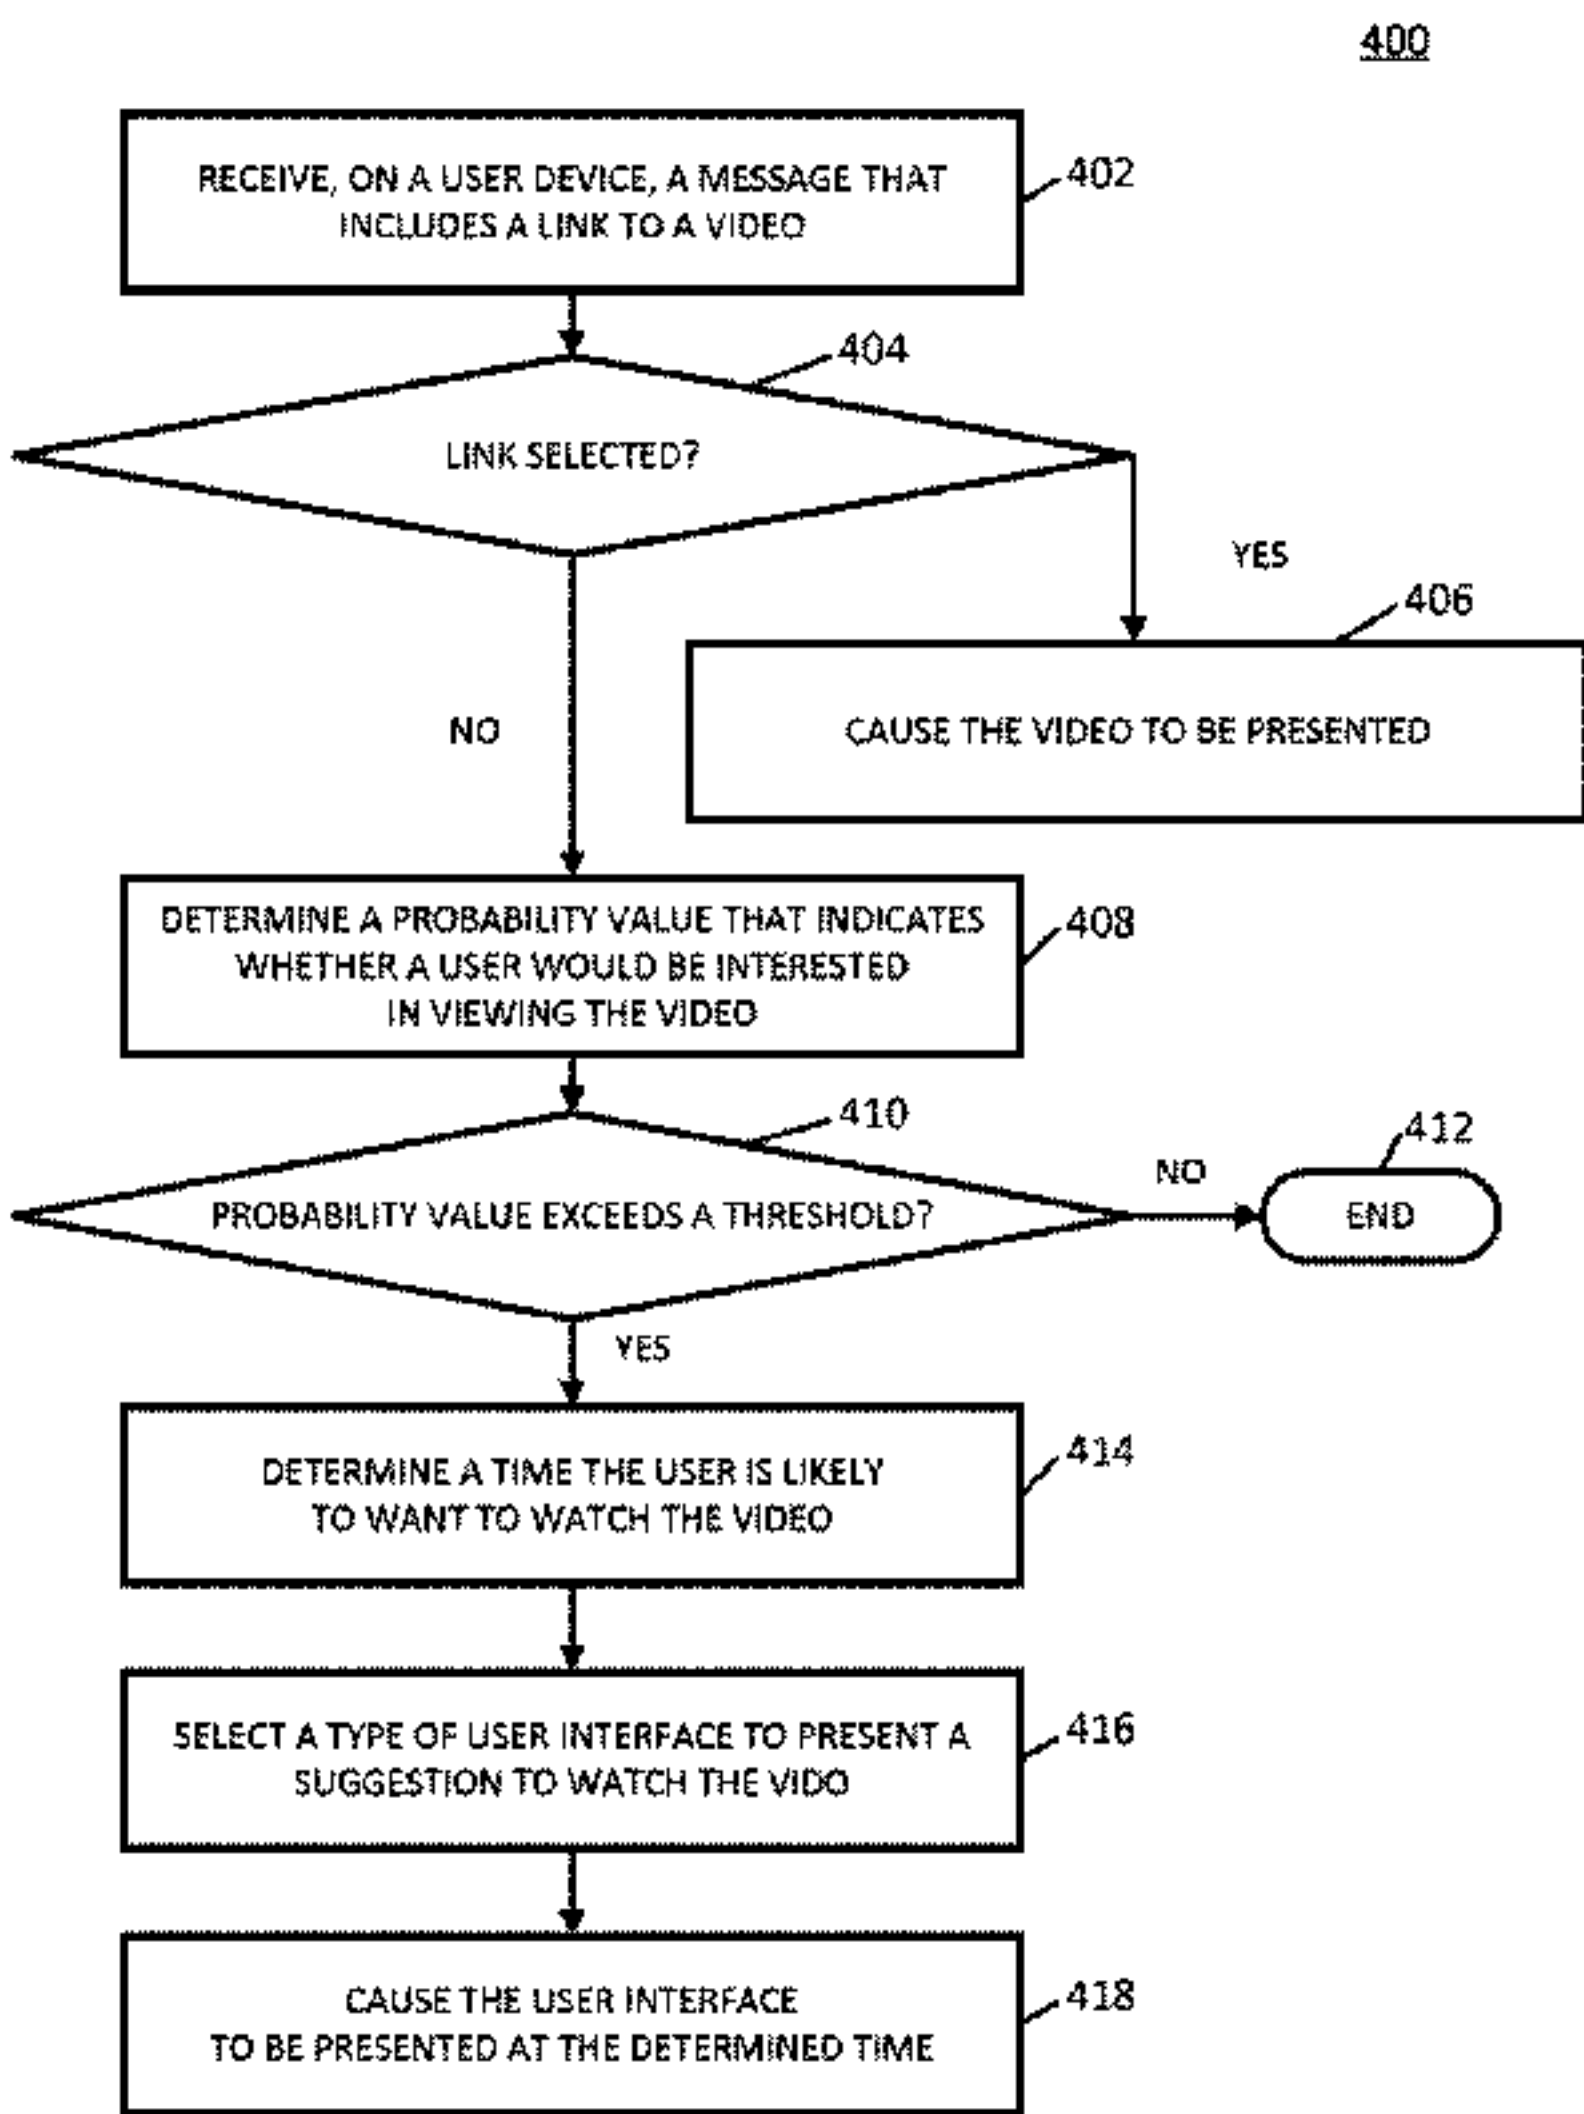 400
RECEIVE, ON A USER DEVICE, A MESSAGE THAT
INCLUDES A LINK TO A VIDEO
402
404
LINK SELECTED?
YES
406
CAUSE THE VIDEO TO BE PRESENTED
NO
DETERMINE A PROBABILITY VALUE THAT INDICATES
WHETHER A USER WOULD BE INTERESTED
IN VIEWING THE VIDEO
408
410
PROBABILITY VALUE EXCEEDS A THRESHOLD?
NO
412
END
YES
DETERMINE A TIME THE USER IS LIKELY
TO WANT TO WATCH THE VIDEO
414
SELECT A TYPE OF USER INTERFACE TO PRESENT A
SUGGESTION TO WATCH THE VIDO
416
CAUSE THE USER INTERFACE
TO BE PRESENTED AT THE DETERMINED TIME
418